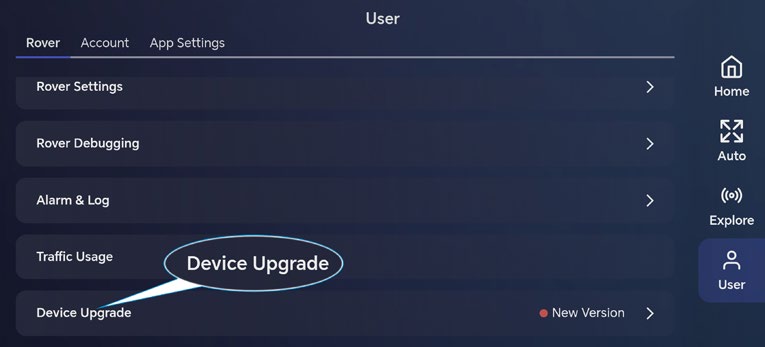 User
Rover Account App Settings
Rover Settings
Rover Debugging
Alarm & Log
Traffic Usage
Device Upgrade
Device Upgrade New Version
Home
Auto
Explore
User